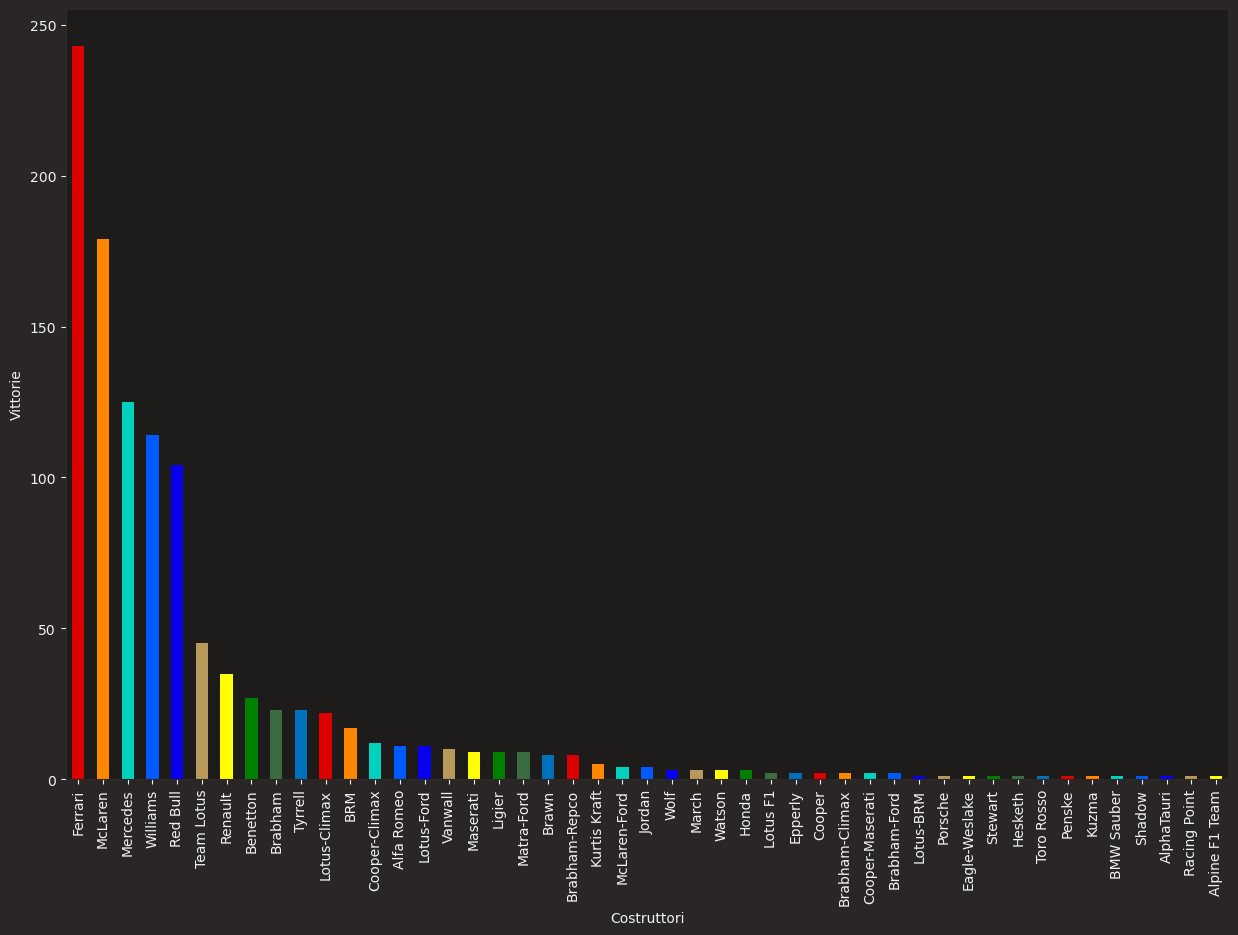 250
200
150
100
50
0
Vittorie
Ferrari
McLaren
Mercedes
Williams
Red Bull
Team Lotus
Renault
Benetton
Brabham
Tyrrell
Lotus-Climax
BRM
Cooper-Climax
Alfa Romeo
Lotus-Ford
Vanwall
Maserati
Ligier
Matra-Ford
Brawn
Brabham-Repco
Kurtis Kraft
McLaren-Ford
Jordan
Wolf
March
Watson
Honda
Lotus F1
Epperly
Cooper
Brabham-Climax
Cooper-Maserati
Brabham-Ford
Lotus-BRM
Porsche
Eagle-Weslake
Stewart
Hesketh
Toro Rosso
Penske
Kuzma
BMW Sauber
Shadow
AlphaTauri
Racing Point
Alpine F1 Team
Costruttori